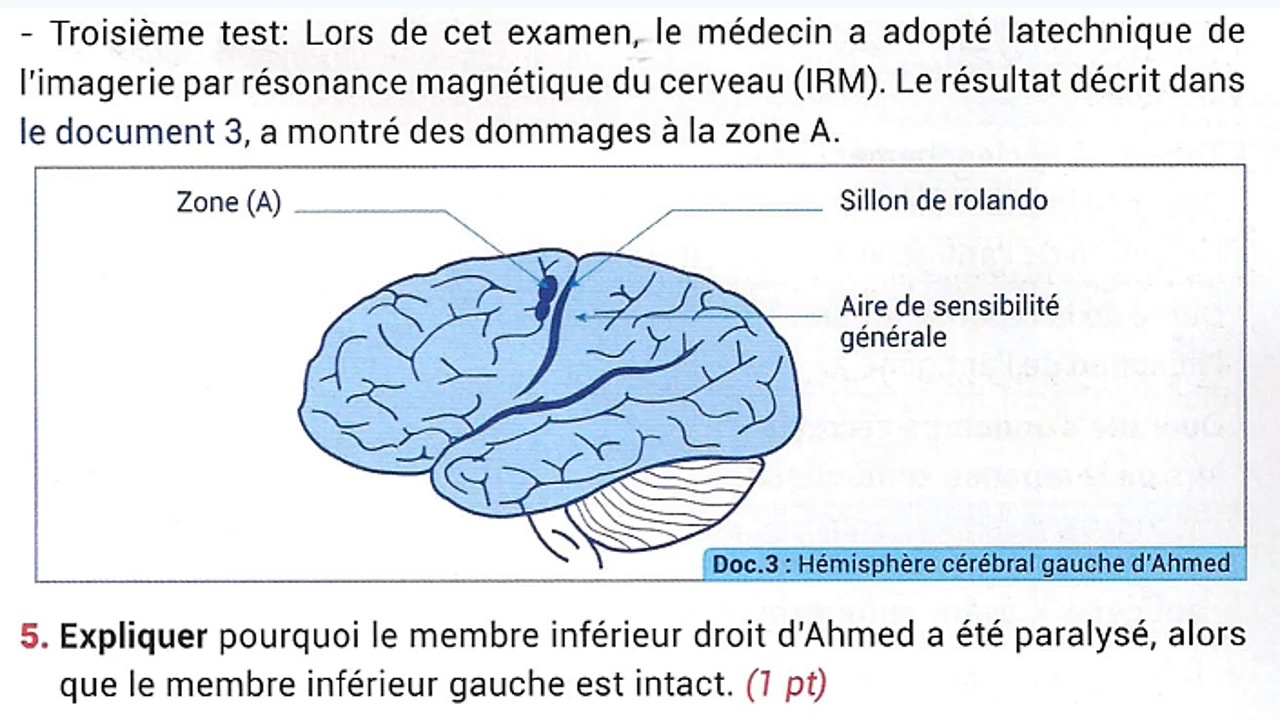 - Troisième test: Lors de cet examen, le médecin a adopté latechnique de
l'imagerie par résonance magnétique du cerveau (IRM). Le résultat décrit dans
le document 3, a montré des dommages à la zone A.
Zone (A)
Sillon de rolando
Aire de sensibilité
générale
Doc.3 : Hémisphère cérébral gauche d'Ahmed
5. Expliquer pourquoi le membre inférieur droit d'Ahmed a été paralysé, alors
que le membre inférieur gauche est intact. (1 pt)